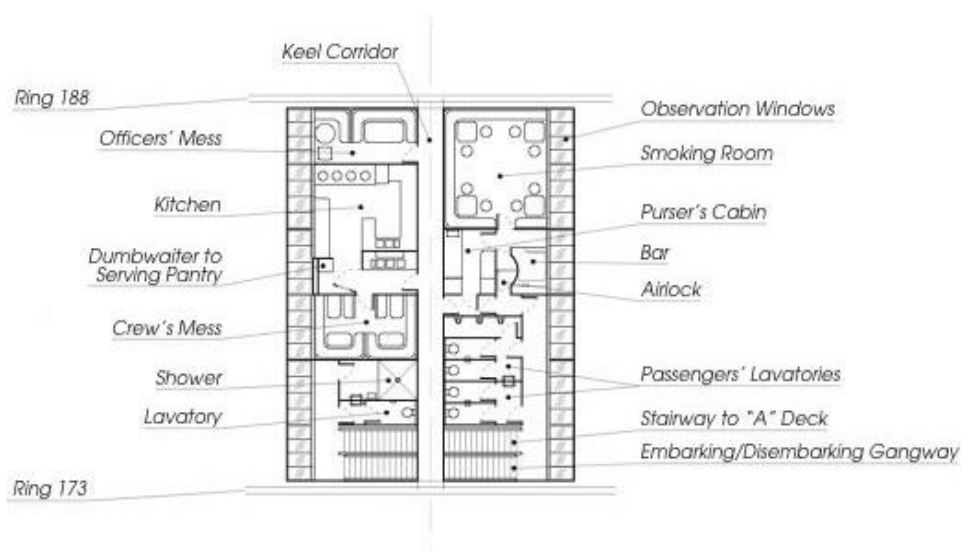 Keel Corridor
Ring 188
Officers' Mess
Kitchen
Dumbwaiter to
Serving Pantry
Crew's Mess
Shower
Lavatory
Ring 173
Observation Windows
Smoking Room
Purser's Cabin
Bar
Airlock
Passengers' Lavatories
Stairway to "A" Deck
Embarking/Disembarking Gangway